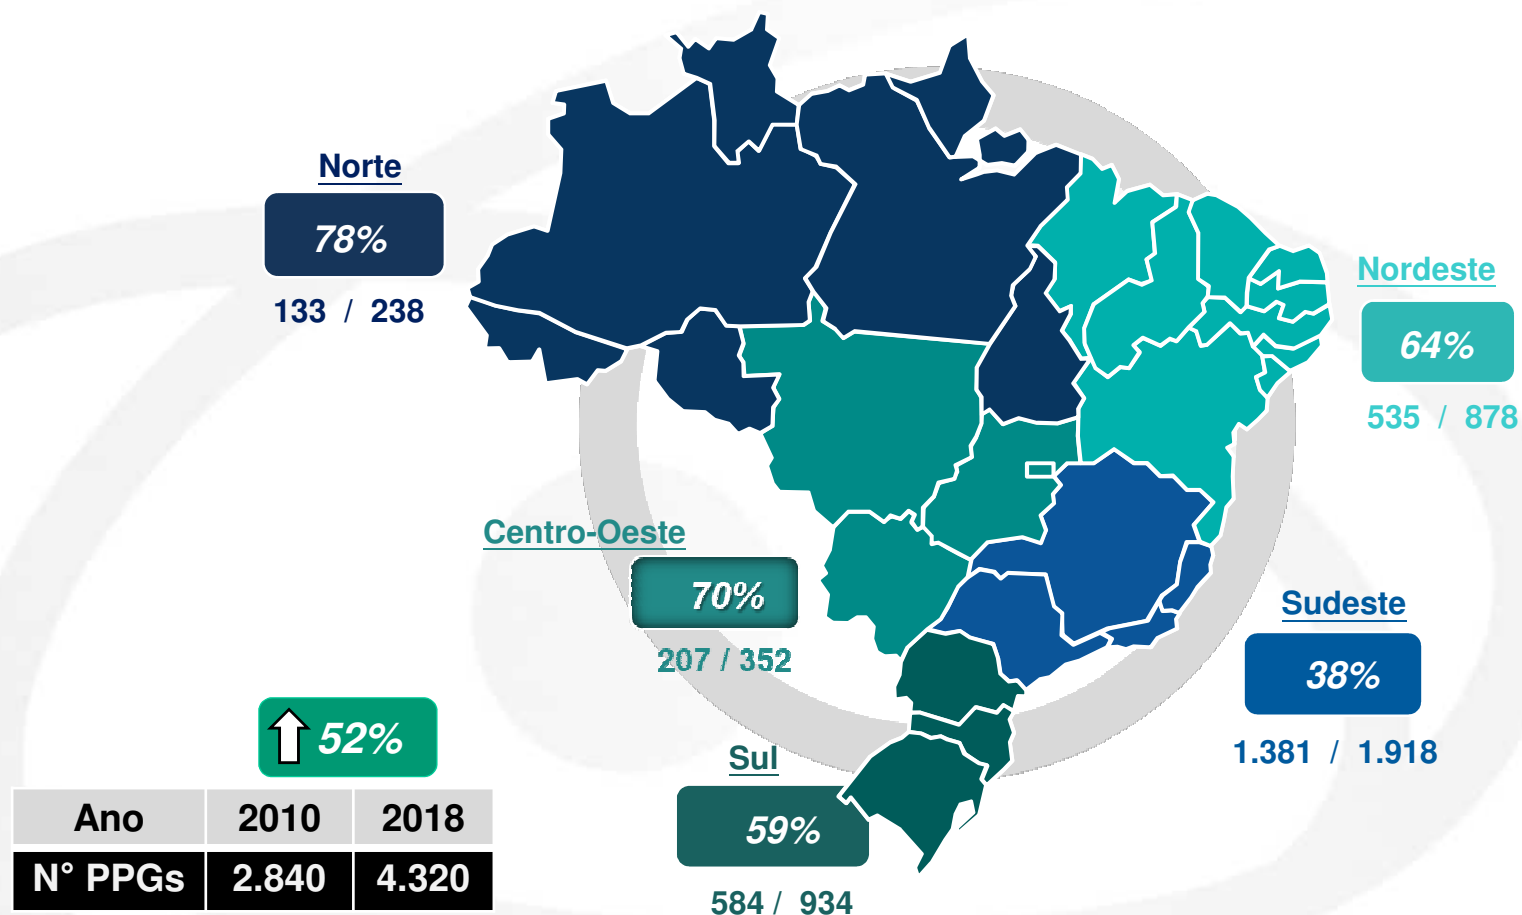 Norte
78%
133 / 238
Nordeste
64%
535 / 878
Centro-Oeste
70%
207 / 352
Sudeste
38%
1.381 / 1.918
Sul
59%
584 / 934
52%
Ano 2010 2018
N° PPGs 2.840 4.320